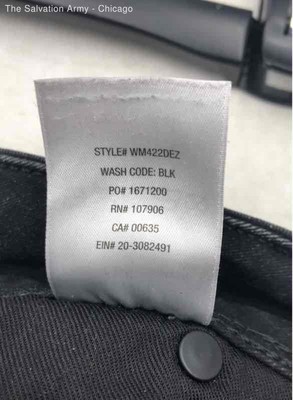 The Salvation Army - Chicago
STYLE# WM422DEZ
WASH CODE: BLK
PO# 1671200
RN# 107906
CA# 00635
EIN# 20-3082491